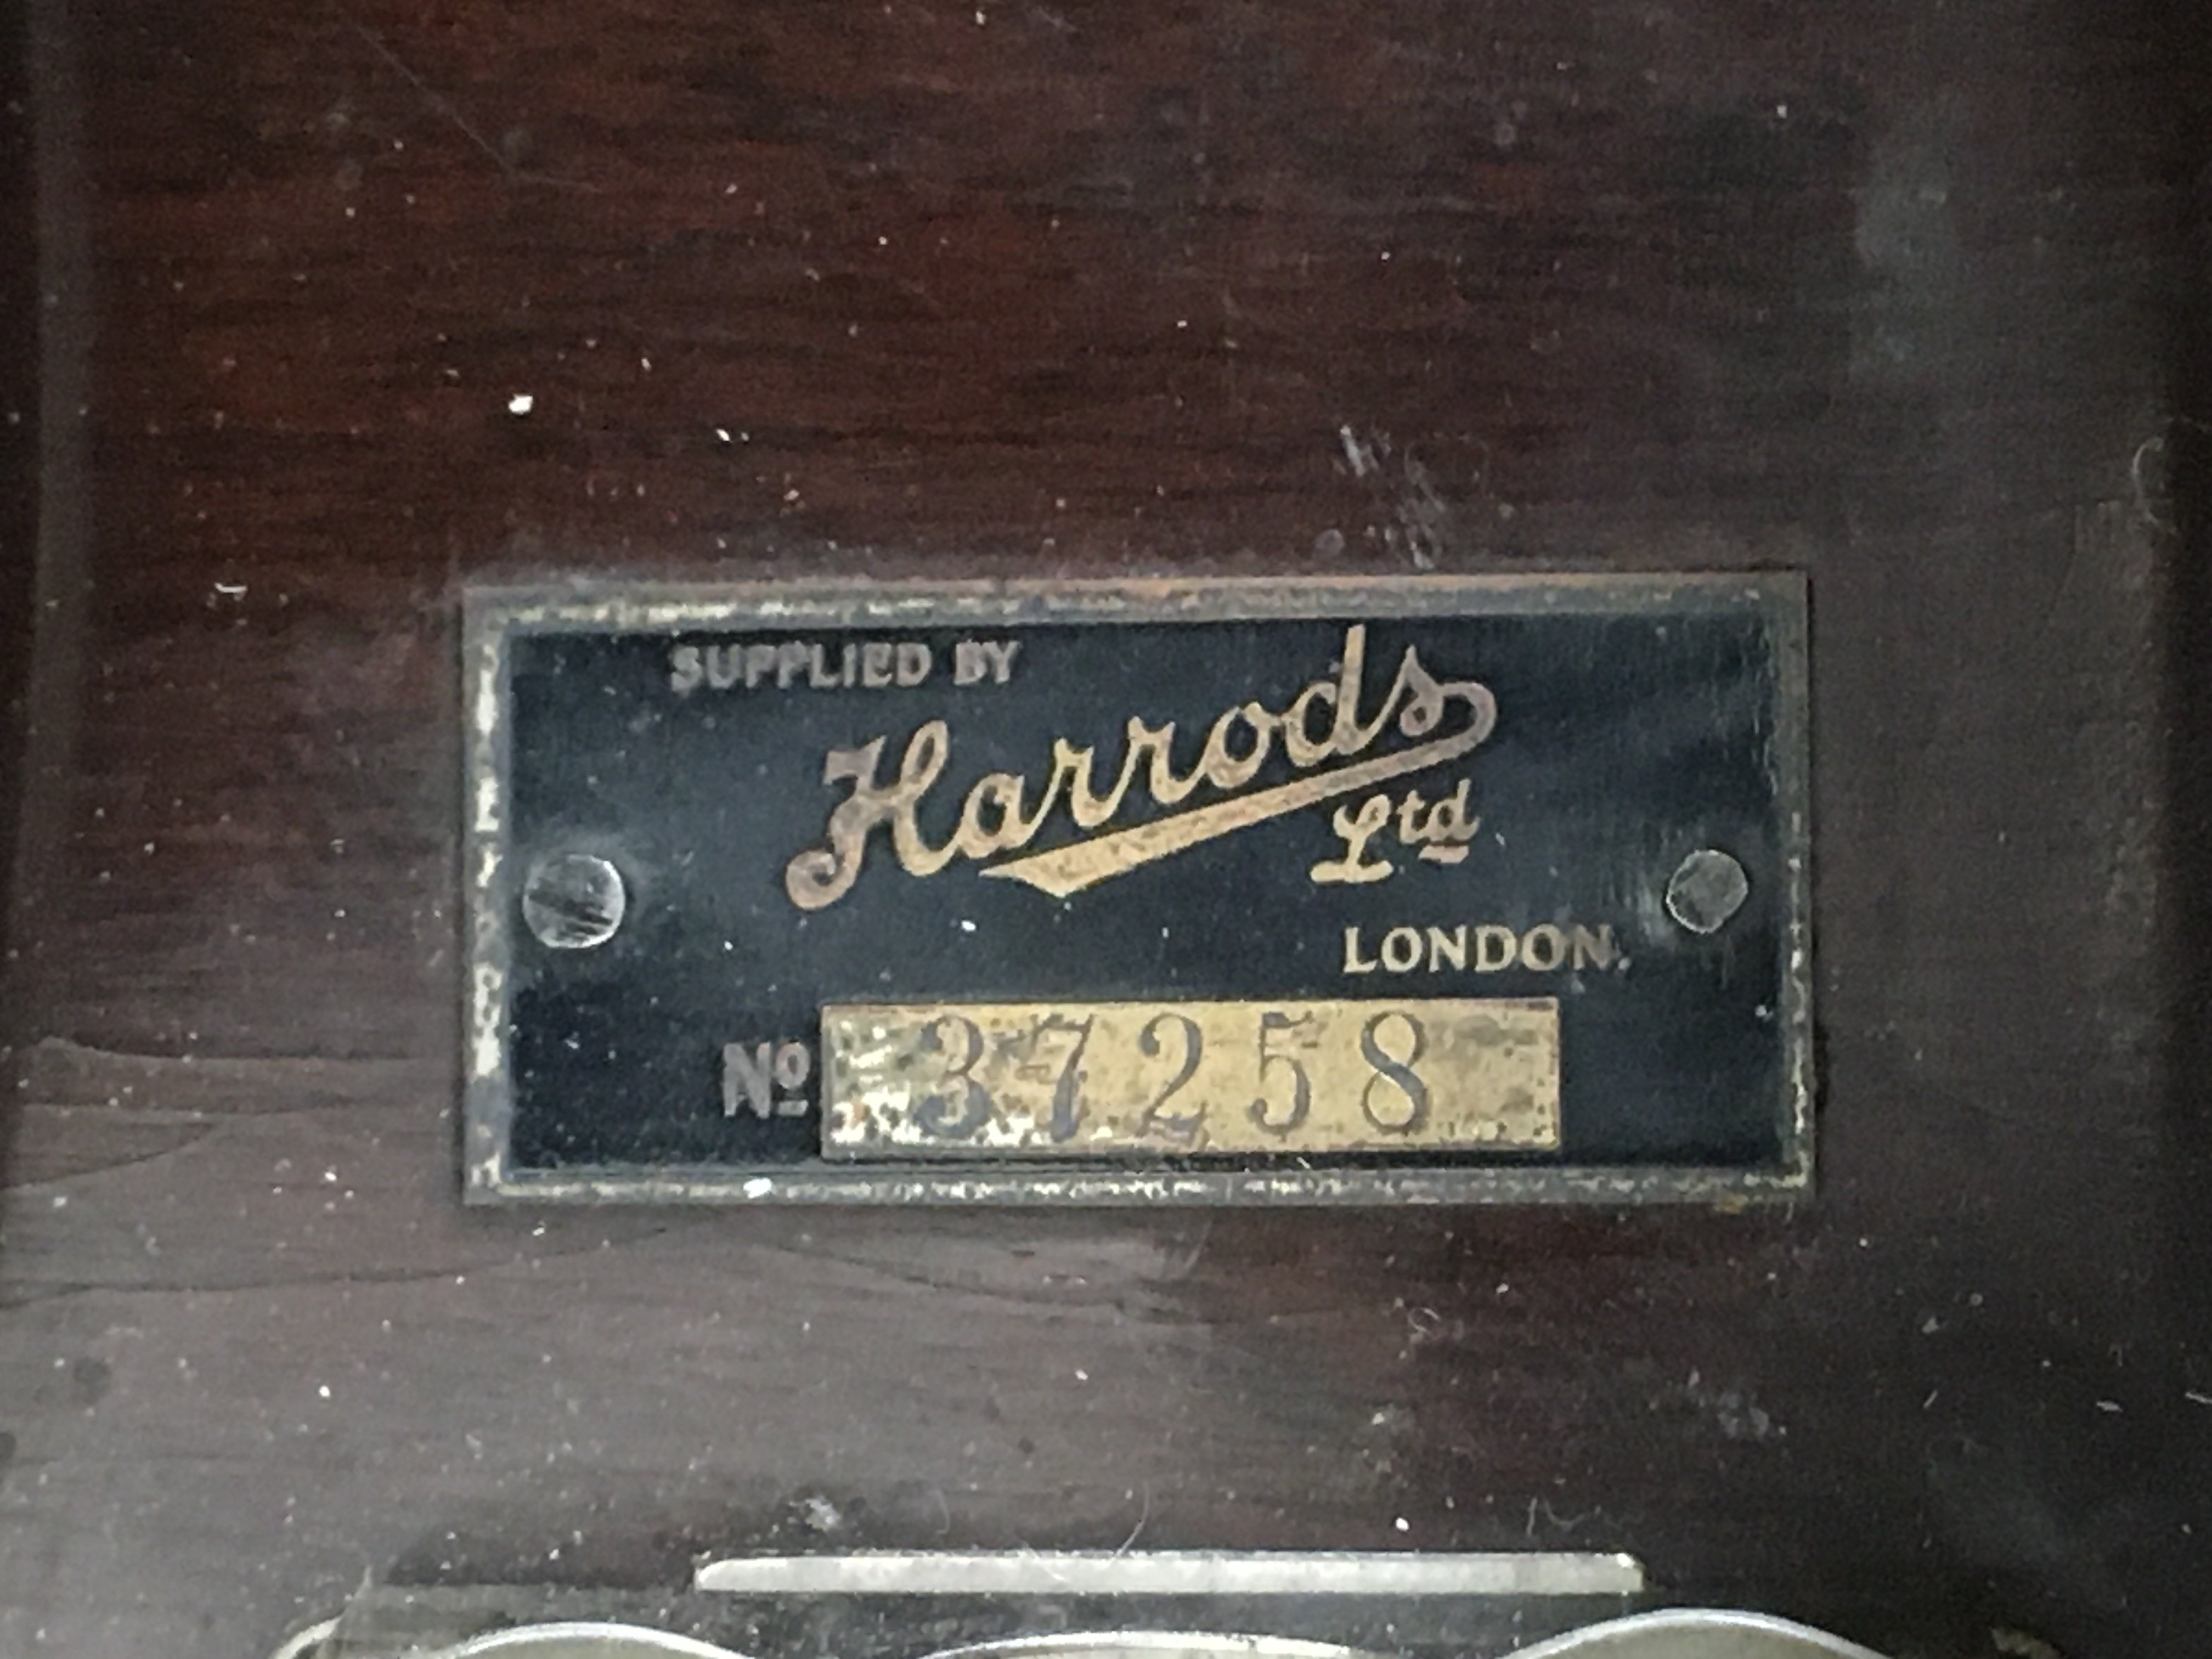 SUPPLIED BY
Harrods
Ltd
LONDON.
Nº 37258